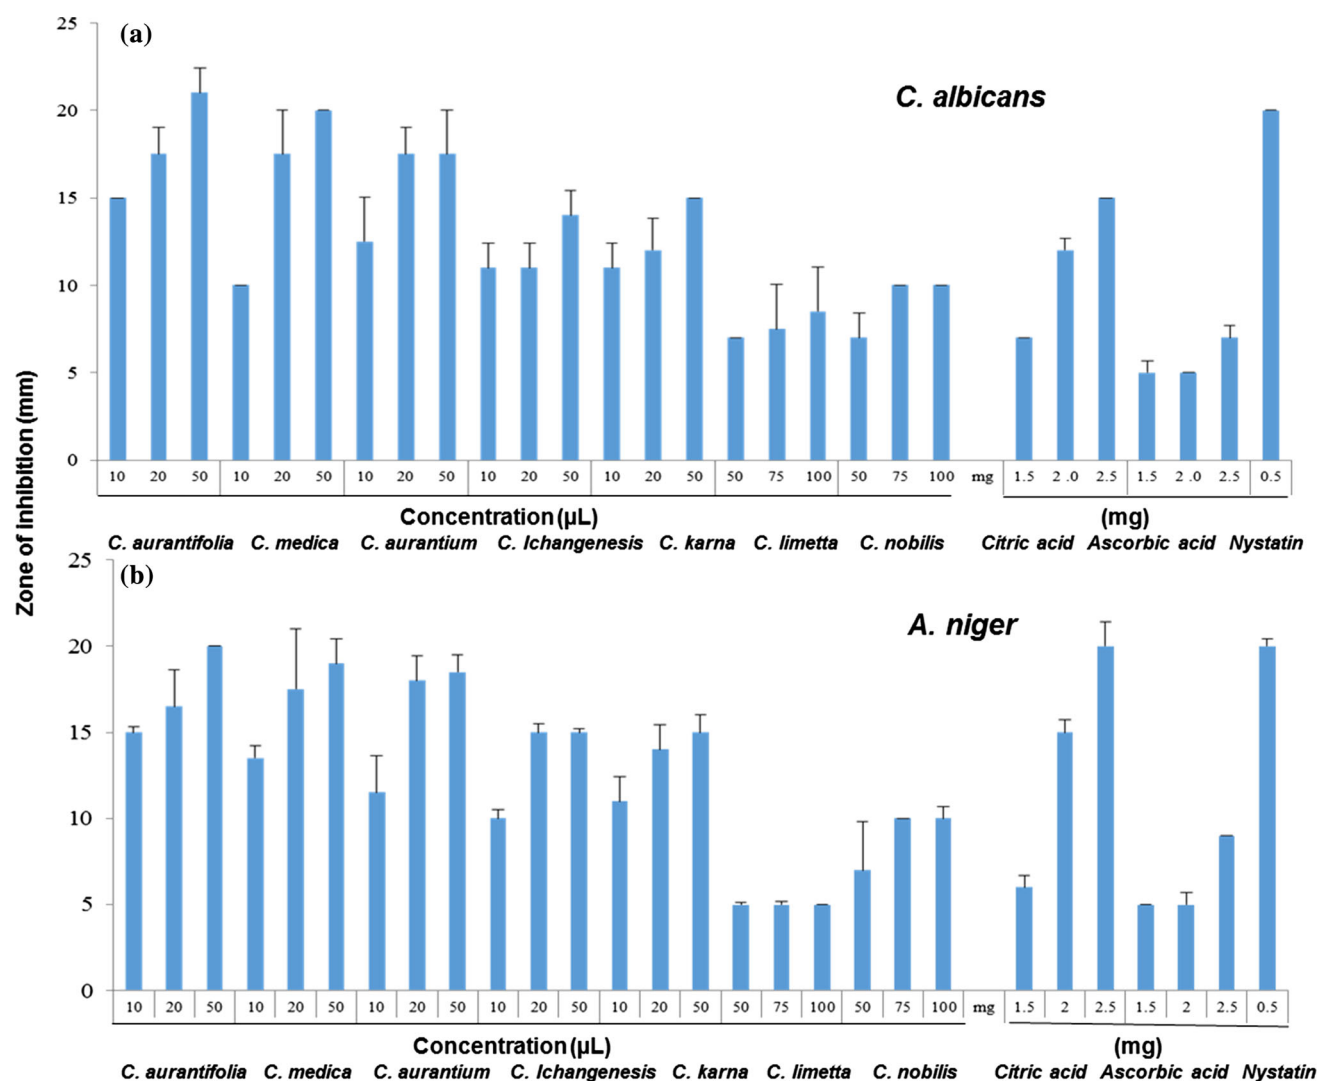 Zone of inhibition (mm)
(a)
C. albicans
25
20
15
10
5
0
10 20 50 10 20 50 10 20 50 10 20 50 10 20 50 50 75 100 50 75 100 mg 1.5 2 .0 2.5 1.5 2 .0 2.5 0.5
Concentration (µL) (mg)
C. aurantifolia C. medica C. aurantium C. Ichangenesis C. karna C. limetta C. nobilis Citric acid Ascorbic acid Nystatin
(b)
A. niger
25
20
15
10
5
0
10 20 50 10 20 50 10 20 50 10 20 50 10 20 50 50 75 100 50 75 100 mg 1.5 2 2.5 1.5 2 2.5 0.5
Concentration (µL) (mg)
C. aurantifolia C. medica C. aurantium C. Ichangenesis C. karna C. limetta C. nobilis Citric acid Ascorbic acid Nystatin